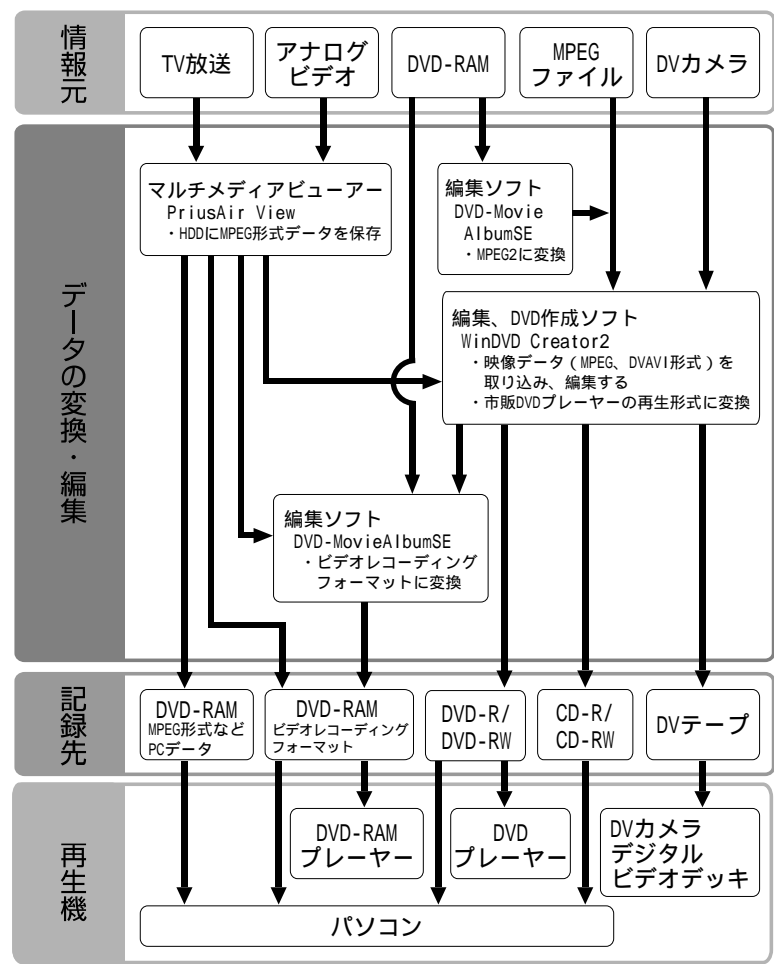 情報元
TV放送
アナログ
ビデオ
DVD-RAM
MPEG
ファイル
DVカメラ
データの変換・編集
マルチメディアビューアー
PriusAir View
・HDDにMPEG形式データを保存
編集ソフト
DVD-Movie
AlbumSE
・MPEG2に変換
編集、DVD作成ソフト
WinDVD Creator2
・映像データ（MPEG、DVAVI形式）を
取り込み、編集する
・市販DVDプレーヤーの再生形式に変換
編集ソフト
DVD-MovieAlbumSE
・ビデオレコーディング
フォーマットに変換
記録先
DVD-RAM
MPEG形式など
PCデータ
DVD-RAM
ビデオレコーディング
フォーマット
DVD-R/
DVD-RW
CD-R/
CD-RW
DVテープ
再生機
DVD-RAM
プレーヤー
DVD
プレーヤー
DVカメラ
デジタル
ビデオデッキ
パソコン